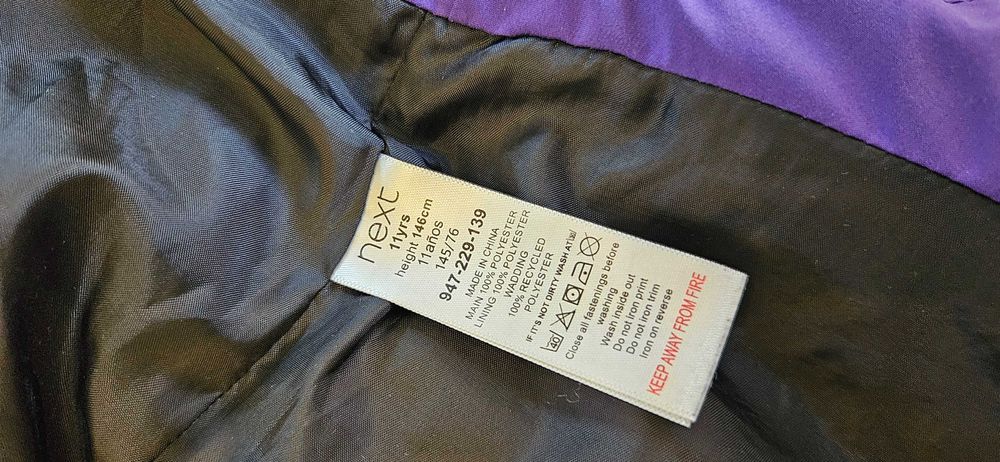 next
11yrs
height 146cm
11años
145/76
947-229-139
MADE IN CHINA
MAIN 100% POLYESTER
LINING 100% POLYESTER
WADDING
100% RECYCLED
POLYESTER
IF IT'S NOT DIRTY WASH AT 30
40
Close all fastenings before
washing
Wash inside out
Do not iron print
Do not iron trim
Iron on reverse
KEEP AWAY FROM FIRE